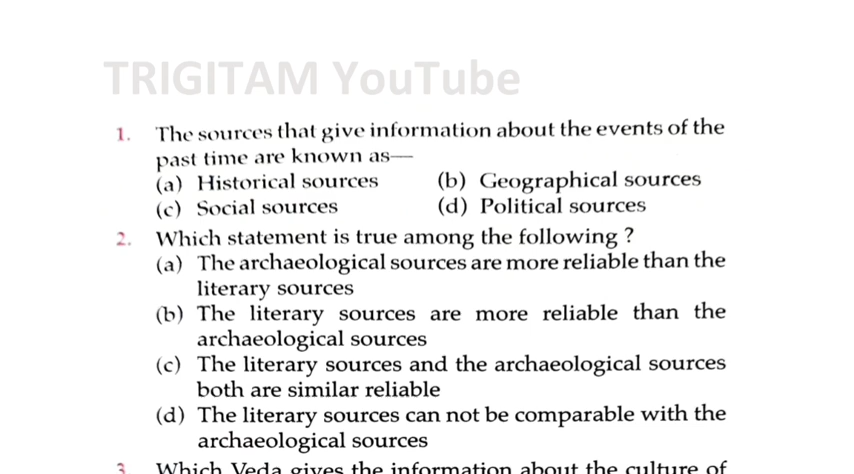 TRIGITAM YouTube
1. The sources that give information about the events of the
past time are known as—
(a) Historical sources (b) Geographical sources
(c) Social sources (d) Political sources
2. Which statement is true among the following ?
(a) The archaeological sources are more reliable than the
literary sources
(b) The literary sources are more reliable than the
archaeological sources
(c) The literary sources and the archaeological sources
both are similar reliable
(d) The literary sources can not be comparable with the
archaeological sources
3. Which Veda gives the information about the culture of